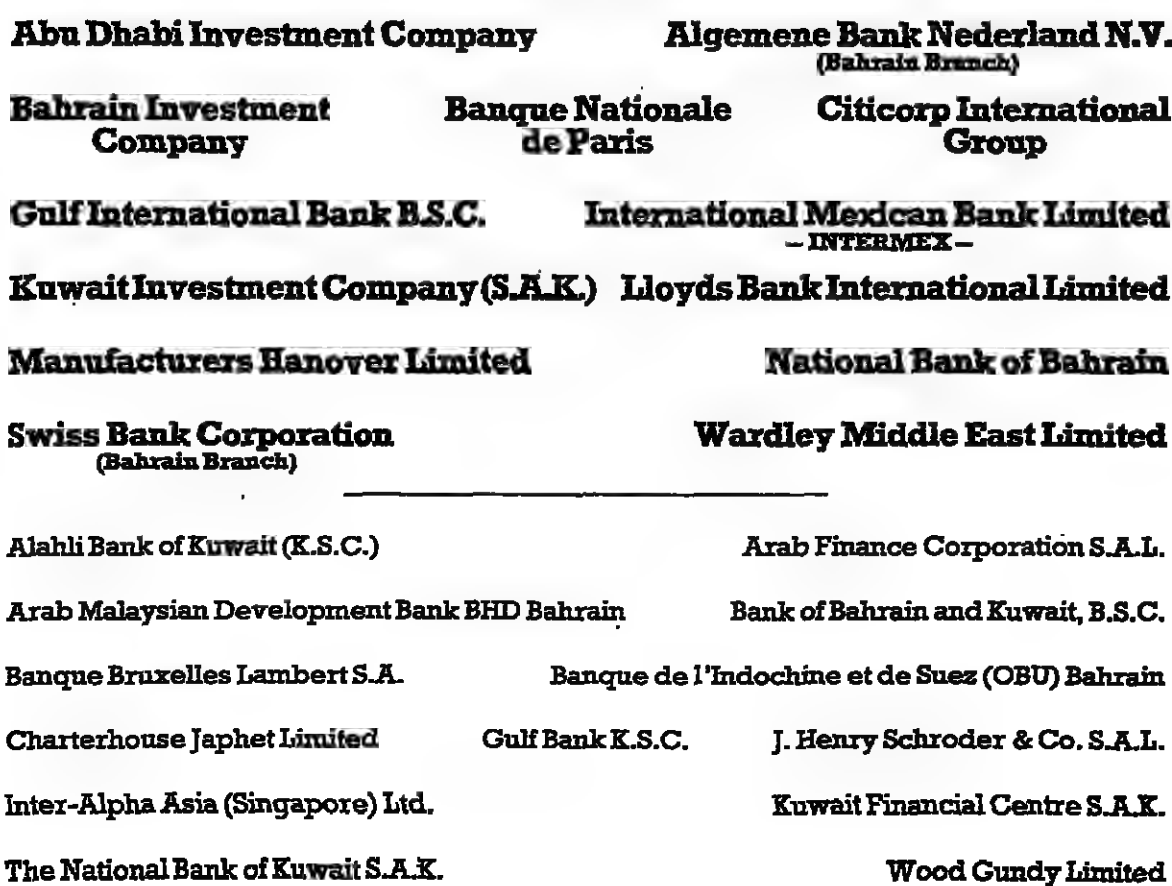 Abu Dhabi Investment Company Algemene Bank Nederland N.V.
(Bahrain Branch)
Bahrain Investment Banque Nationale Citicorp International
Company de Paris Group
Gulf International Bank B.S.C. International Mexican Bank Limited
– INTERMEX –
Kuwait Investment Company (S.A.K.) Lloyds Bank International Limited
Manufacturers Hanover Limited National Bank of Bahrain
Swiss Bank Corporation Wardley Middle East Limited
(Bahrain Branch)
Alahli Bank of Kuwait (K.S.C.) Arab Finance Corporation S.A.L.
Arab Malaysian Development Bank BHD Bahrain Bank of Bahrain and Kuwait, B.S.C.
Banque Bruxelles Lambert S.A. Banque de l'Indochine et de Suez (OBU) Bahrain
Charterhouse Japhet Limited Gulf Bank K.S.C. J. Henry Schroder & Co. S.A.L.
Inter-Alpha Asia (Singapore) Ltd. Kuwait Financial Centre S.A.K.
The National Bank of Kuwait S.A.K. Wood Gundy Limited